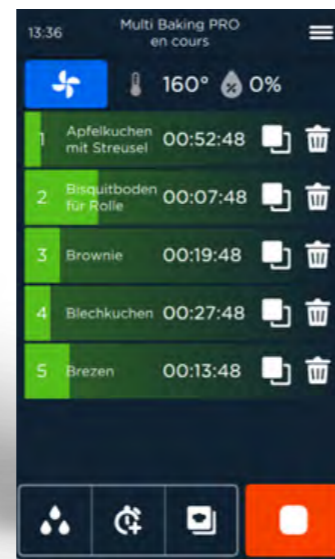 13:36
Multi Baking PRO
en cours
160° 0%
1 Apfelkuchen mit Streusel 00:52:48
2 Bisquitboden für Rolle 00:07:48
3 Brownie 00:19:48
4 Blechkuchen 00:27:48
5 Brezen 00:13:48